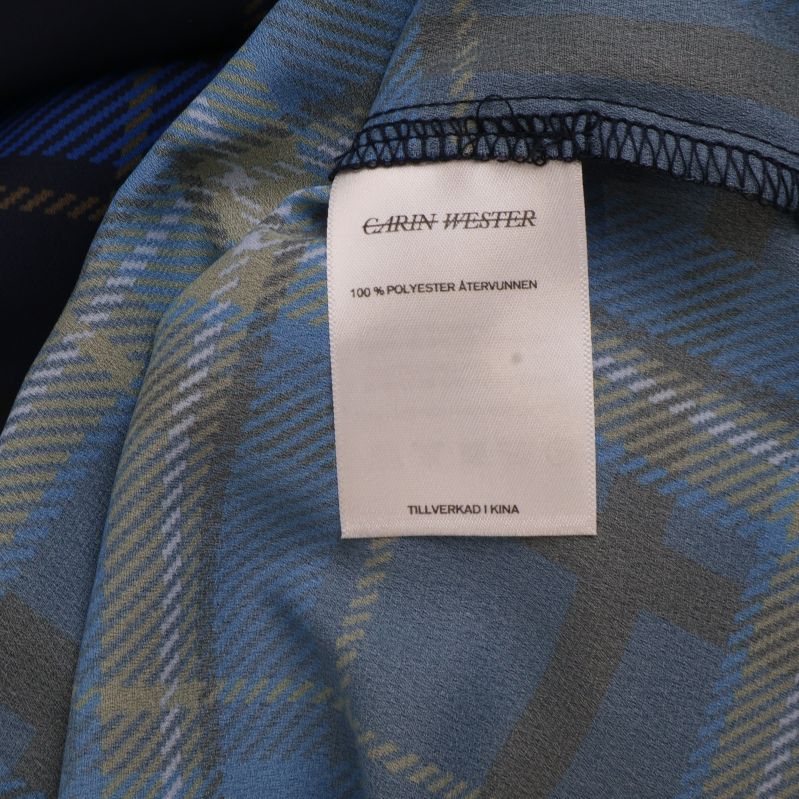 CARIN WESTER
100 % POLYESTER ÅTERVUNNEN
TILLVERKAD I KINA